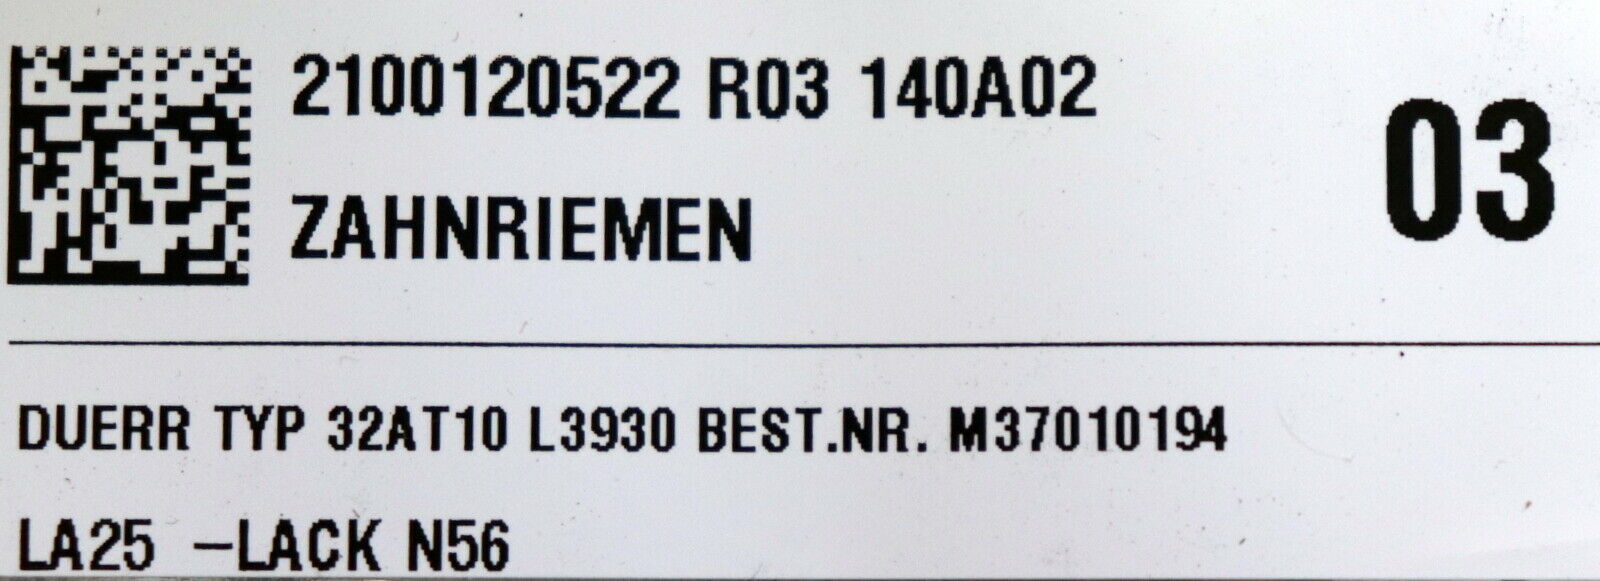 2100120522 R03 140A02
03
ZAHNRIEMEN
DUERR TYP 32AT10 L3930 BEST.NR. M37010194
LA25 -LACK N56